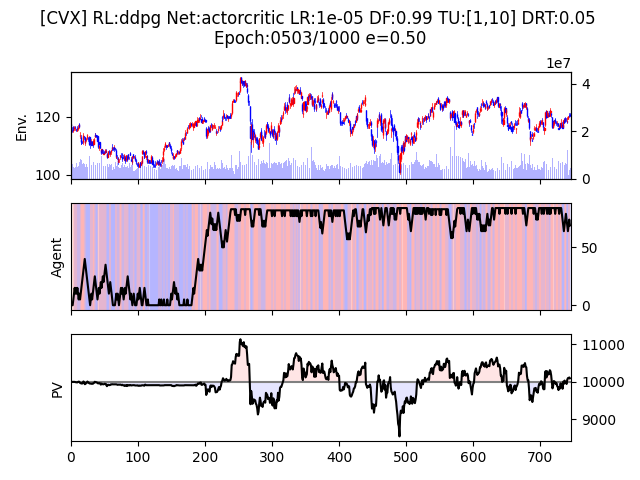 [CVX] RL:ddpg Net:actorcritic LR:1e-05 DF:0.99 TU:[1,10] DRT:0.05
Epoch:0503/1000 e=0.50
1e7
Env.
120
100
4
2
0
Agent
50
0
PV
11000
10000
9000
0 100 200 300 400 500 600 700